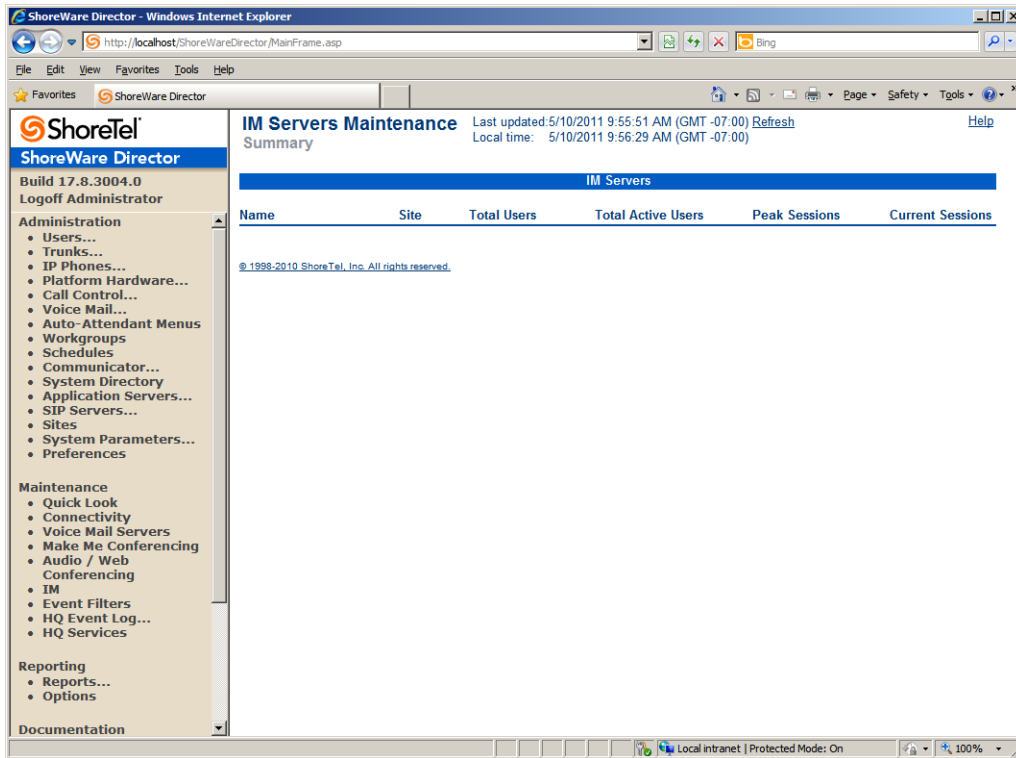 ShoreWare Director - Windows Internet Explorer
http://localhost/ShoreWareDirector/MainFrame.asp
Bing
File Edit View Favorites Tools Help
Favorites ShoreWare Director
Page Safety Tools
ShoreTel
ShoreWare Director
Build 17.8.3004.0
Logoff Administrator
Administration
Users...
Trunks...
IP Phones...
Platform Hardware...
Call Control...
Voice Mail...
Auto-Attendant Menus
Workgroups
Schedules
Communicator...
System Directory
Application Servers...
SIP Servers...
Sites
System Parameters...
Preferences
Maintenance
Quick Look
Connectivity
Voice Mail Servers
Make Me Conferencing
Audio / Web
Conferencing
IM
Event Filters
HQ Event Log...
HQ Services
Reporting
Reports...
Options
Documentation
IM Servers Maintenance
Summary
Last updated:5/10/2011 9:55:51 AM (GMT -07:00) Refresh
Local time: 5/10/2011 9:56:29 AM (GMT -07:00)
Help
IM Servers
Name Site Total Users Total Active Users Peak Sessions Current Sessions
© 1998-2010 ShoreTel, Inc. All rights reserved.
Local intranet | Protected Mode: On
100%